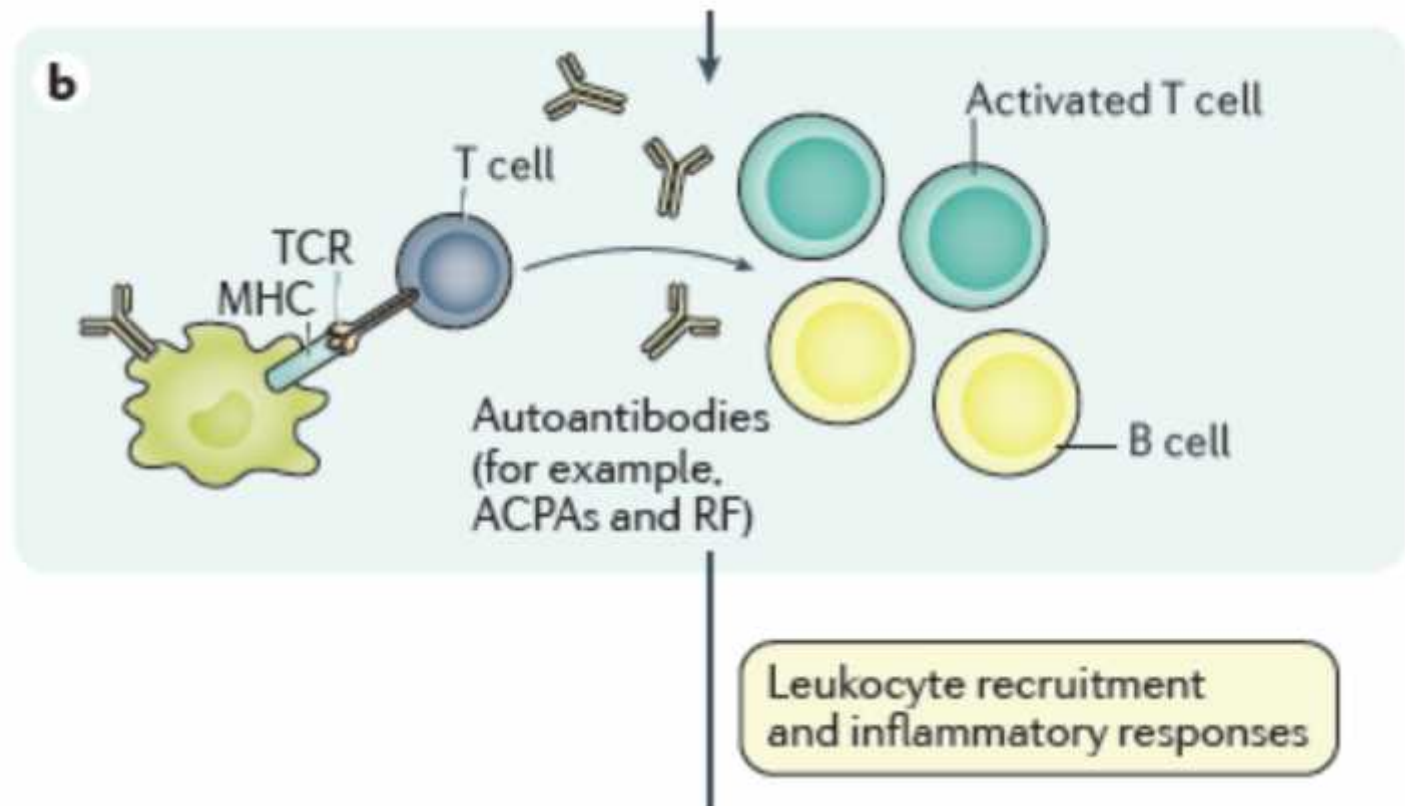 b
Activated T cell
T cell
TCR
MHC
Autoantibodies
(for example,
ACPAs and RF)
B cell
Leukocyte recruitment
and inflammatory responses